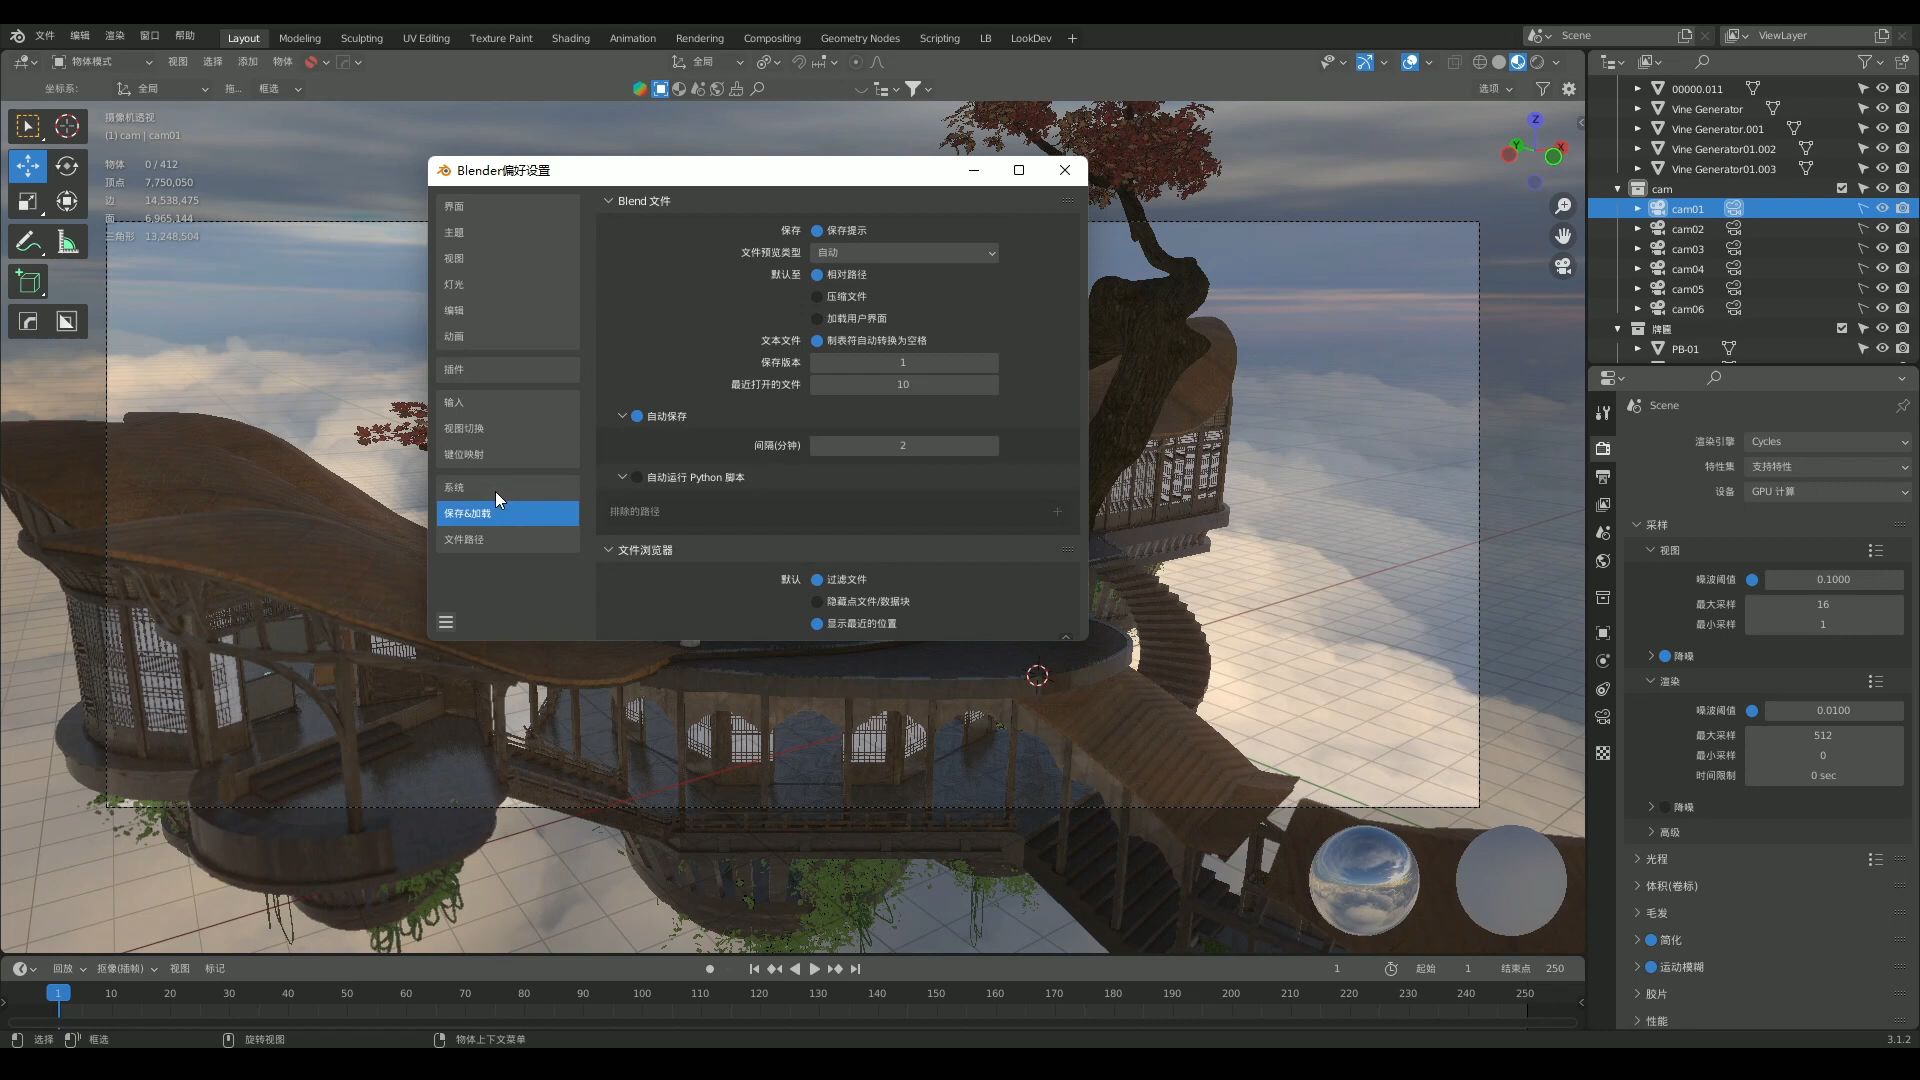 文件 编辑 渲染 窗口 帮助 Layout Modeling Sculpting UV Editing Texture Paint Shading Animation Rendering Compositing Geometry Nodes Scripting LB LookDev Scene ViewLayer
物体模式 视图 选择 添加 物体 全局
坐标系: 全局 拖... 框选 选项
摄像机透视
(1) cam | cam01
物体 0 / 412
顶点 7,750,050
边 14,538,475
面 6,965,144
三角形 13,248,504
Z
Y
X
Blender偏好设置
界面
主题
视图
灯光
编辑
动画
插件
输入
视图切换
键位映射
系统
保存&加载
文件路径
Blend 文件
保存 保存提示
文件预览类型 自动
默认至 相对路径
压缩文件
加载用户界面
文本文件 制表符自动转换为空格
保存版本 1
最近打开的文件 10
自动保存
间隔(分钟) 2
自动运行 Python 脚本
排除的路径
文件浏览器
默认 过滤文件
隐藏点文件/数据块
显示最近的位置
00000.011
Vine Generator
Vine Generator.001
Vine Generator01.002
Vine Generator01.003
cam
cam01
cam02
cam03
cam04
cam05
cam06
牌匾
PB-01
Scene
渲染引擎 Cycles
特性集 支持特性
设备 GPU 计算
采样
视图
噪波阈值 0.1000
最大采样 16
最小采样 1
降噪
渲染
噪波阈值 0.0100
最大采样 512
最小采样 0
时间限制 0 sec
降噪
高级
光程
体积(卷标)
毛发
简化
运动模糊
胶片
性能
回放 抠像(插帧) 视图 标记 1 起始 1 结束点 250
1 10 20 30 40 50 60 70 80 90 100 110 120 130 140 150 160 170 180 190 200 210 220 230 240 250
选择 框选 旋转视图 物体上下文菜单 3.1.2